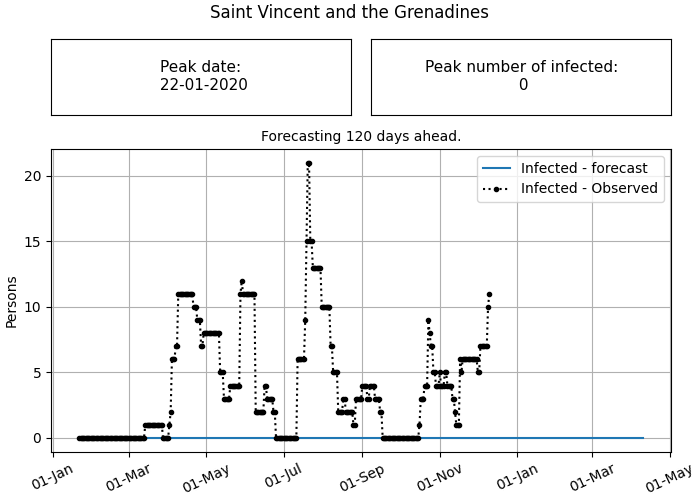 Saint Vincent and the Grenadines
Peak date:
22-01-2020
Peak number of infected:
0
Forecasting 120 days ahead.
Infected - forecast
Infected - Observed
Persons
20
15
10
5
0
01-Jan
01-Mar
01-May
01-Jul
01-Sep
01-Nov
01-Jan
01-Mar
01-May